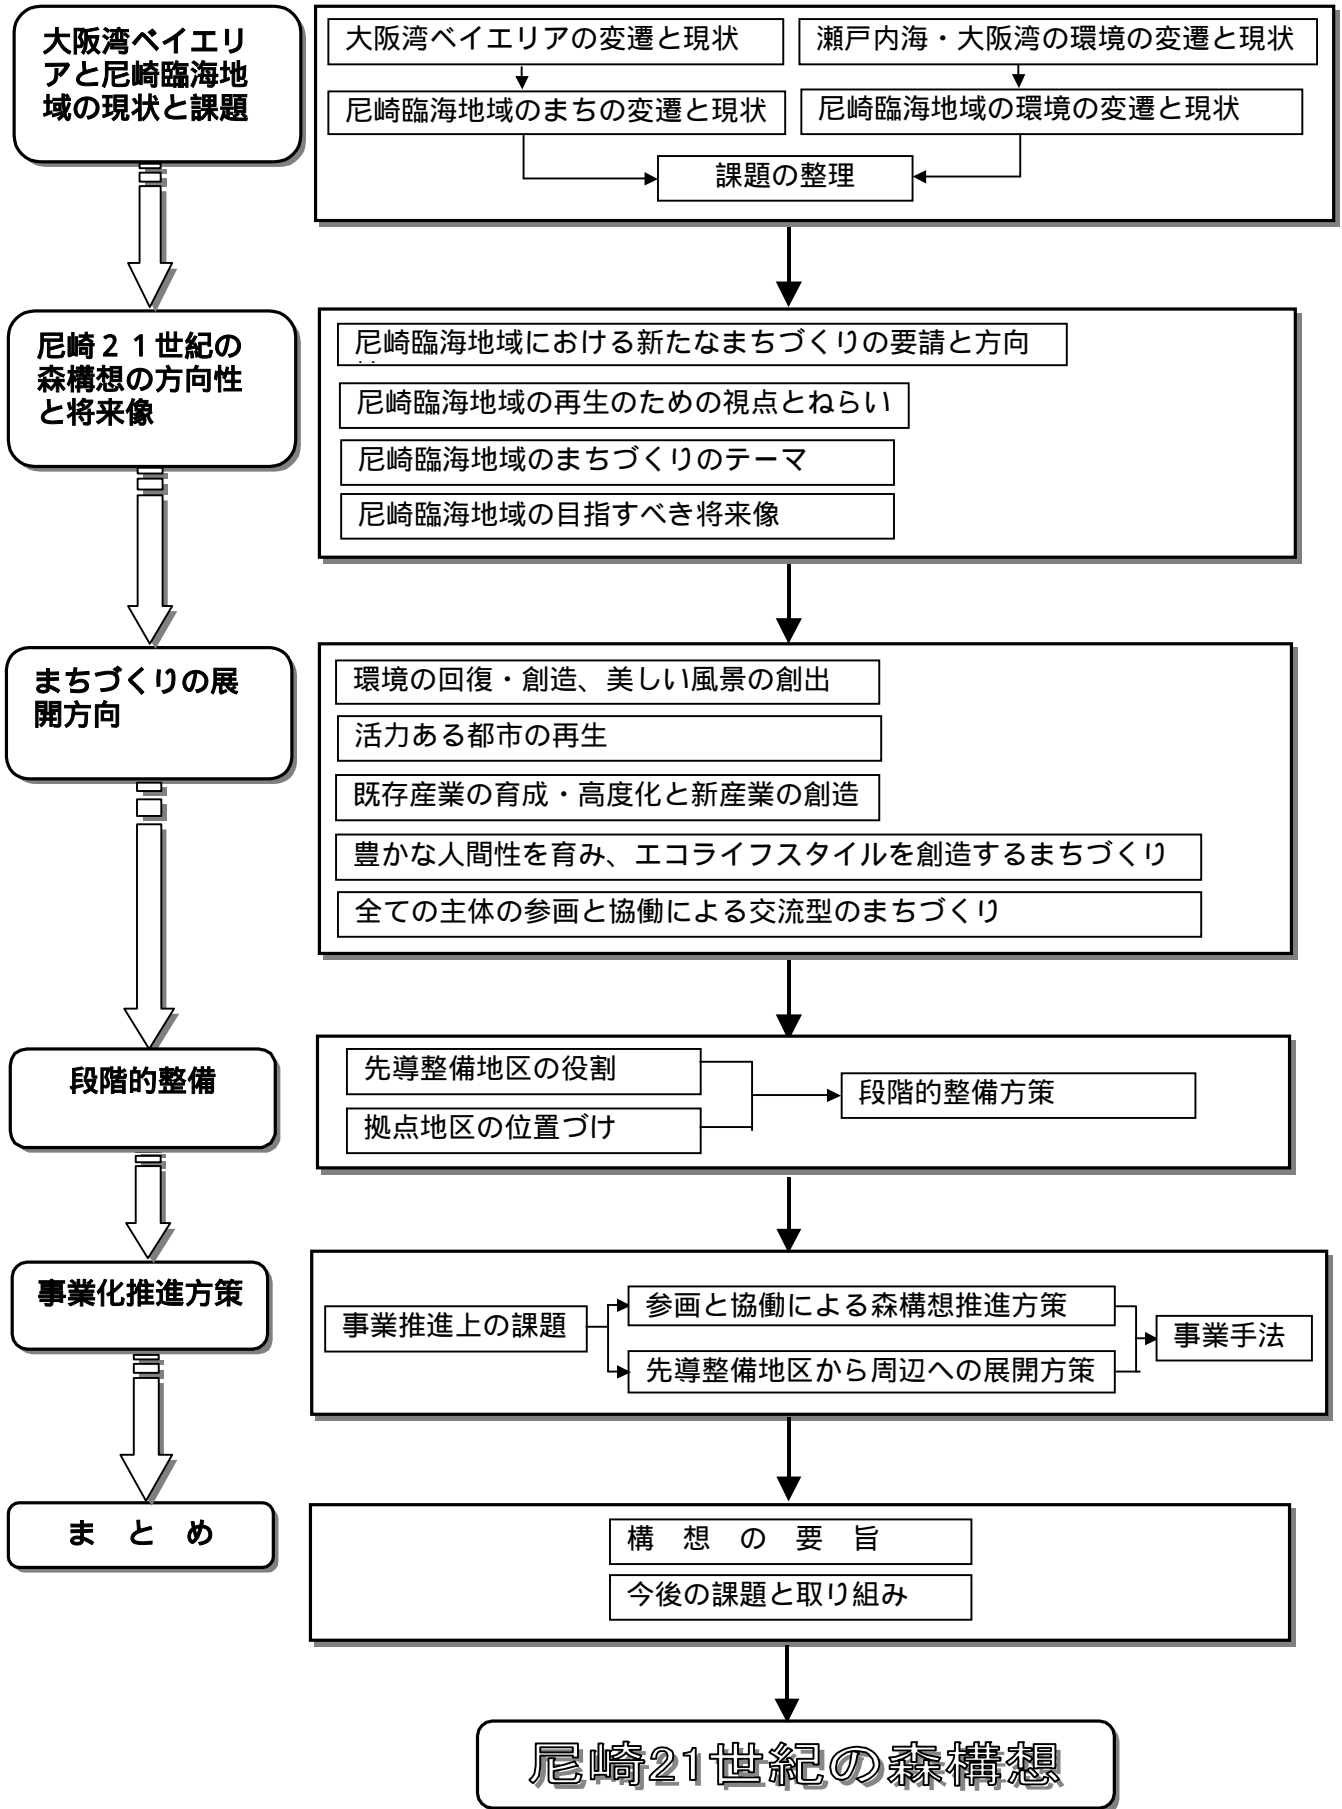 大阪湾ベイエリ
アと尼崎臨海地
域の現状と課題
大阪湾ベイエリアの変遷と現状
瀬戸内海・大阪湾の環境の変遷と現状
尼崎臨海地域のまちの変遷と現状
尼崎臨海地域の環境の変遷と現状
課題の整理
尼崎２１世紀の
森構想の方向性
と将来像
尼崎臨海地域における新たなまちづくりの要請と方向
尼崎臨海地域の再生のための視点とねらい
尼崎臨海地域のまちづくりのテーマ
尼崎臨海地域の目指すべき将来像
まちづくりの展
開方向
環境の回復・創造、美しい風景の創出
活力ある都市の再生
既存産業の育成・高度化と新産業の創造
豊かな人間性を育み、エコライフスタイルを創造するまちづくり
全ての主体の参画と協働による交流型のまちづくり
段階的整備
先導整備地区の役割
拠点地区の位置づけ
段階的整備方策
事業化推進方策
事業推進上の課題
参画と協働による森構想推進方策
先導整備地区から周辺への展開方策
事業手法
ま　と　め
構　想　の　要　旨
今後の課題と取り組み
尼崎21世紀の森構想